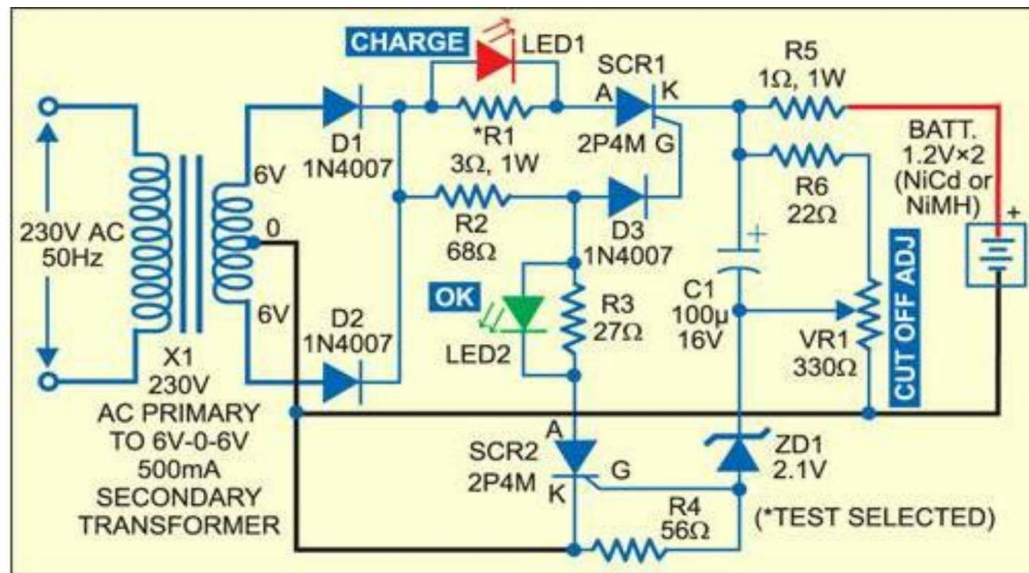 CHARGE
LED1
SCR1
A
K
R5
1Ω, 1W
*R1
3Ω, 1W
2P4M
G
BATT.
1.2V×2
(NiCd or
NiMH)
+
D1
1N4007
6V
0
6V
230V AC
50Hz
R2
68Ω
D3
1N4007
R6
22Ω
+
C1
100µ
16V
OK
LED2
R3
27Ω
VR1
330Ω
CUT OFF ADJ
D2
1N4007
X1
230V
AC PRIMARY
TO 6V-0-6V
500mA
SECONDARY
TRANSFORMER
A
SCR2
2P4M
K
G
ZD1
2.1V
R4
56Ω
(*TEST SELECTED)